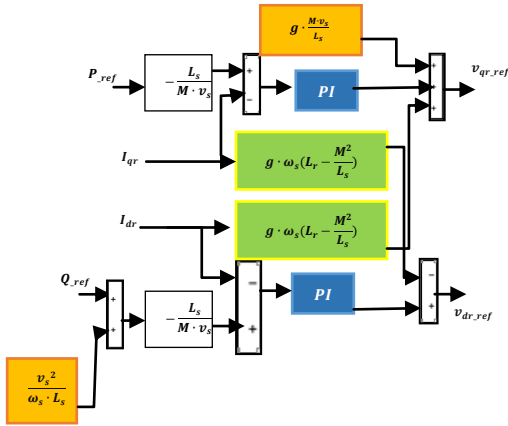 g · M·v_s / L_s
P_ref
− L_s / M · v_s
+
−
PI
+
+
+
v_qr_ref
I_qr
g · ω_s(L_r − M² / L_s)
I_dr
g · ω_s(L_r − M² / L_s)
Q_ref
+
+
− L_s / M · v_s
−
+
PI
−
+
v_dr_ref
v_s² / ω_s · L_s